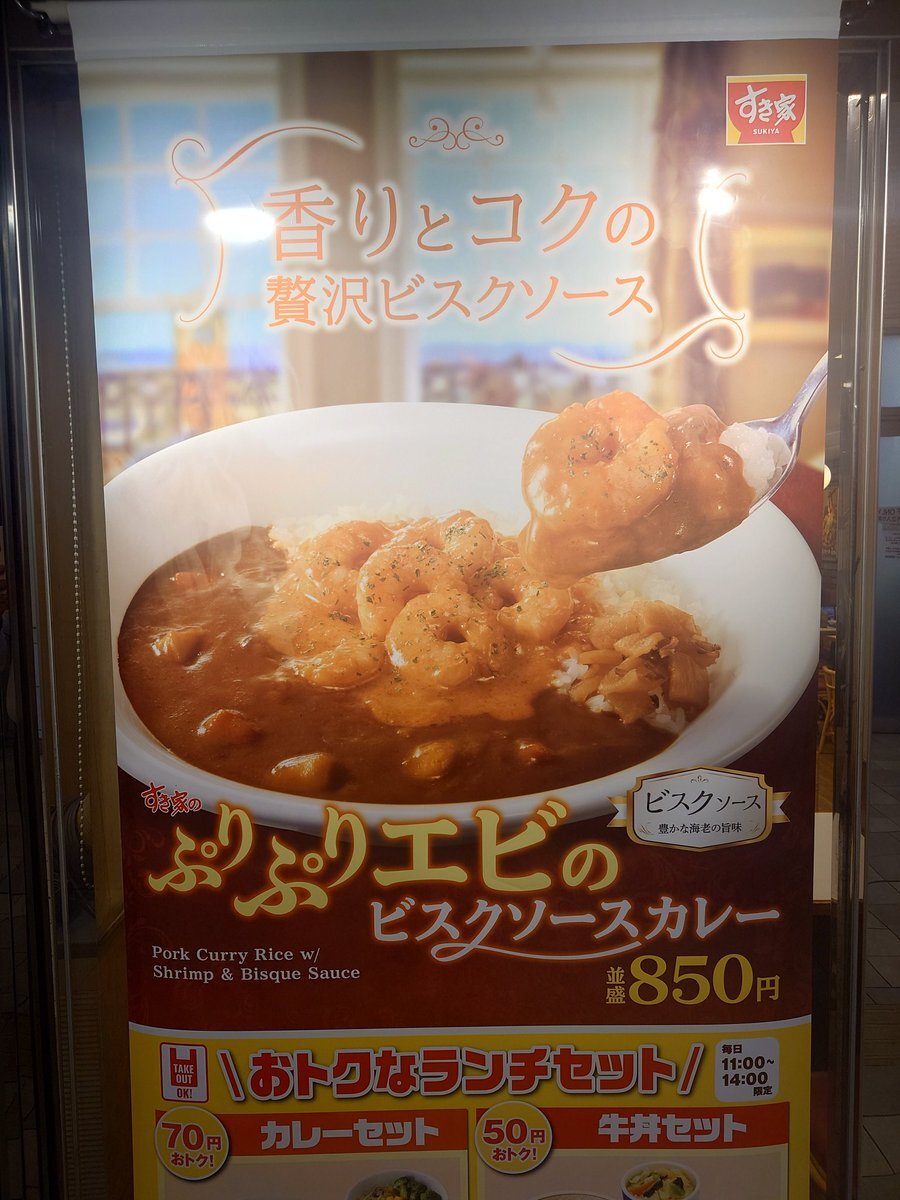 すき家
SUKIYA
香りとコクの
贅沢ビスクソース
ビスクソース
豊かな海老の旨味
すき家の
ぷりぷりエビの
ビスクソースカレー
Pork Curry Rice w/
Shrimp & Bisque Sauce
並盛850円
TAKE
OUT
OK!
\おトクなランチセット/
毎日
11:00~
14:00
限定
70円
おトク!
カレーセット
50円
おトク!
牛丼セット